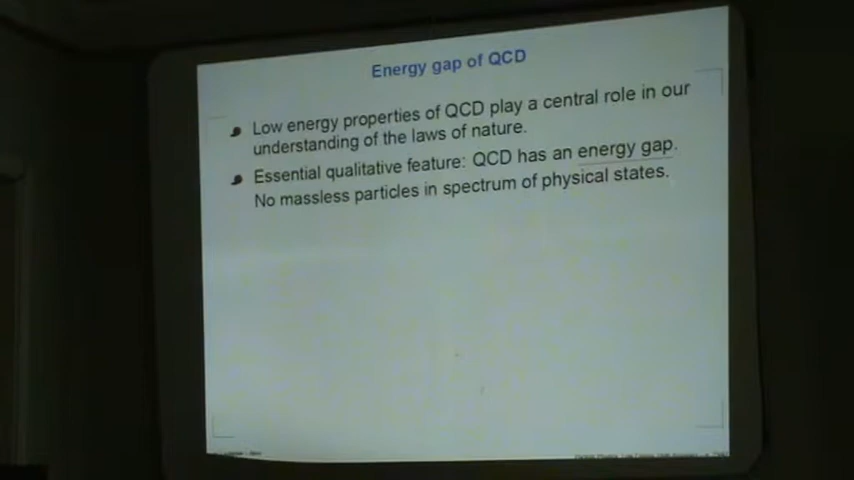 Energy gap of QCD
Low energy properties of QCD play a central role in our
understanding of the laws of nature.
Essential qualitative feature: QCD has an energy gap.
No massless particles in spectrum of physical states.